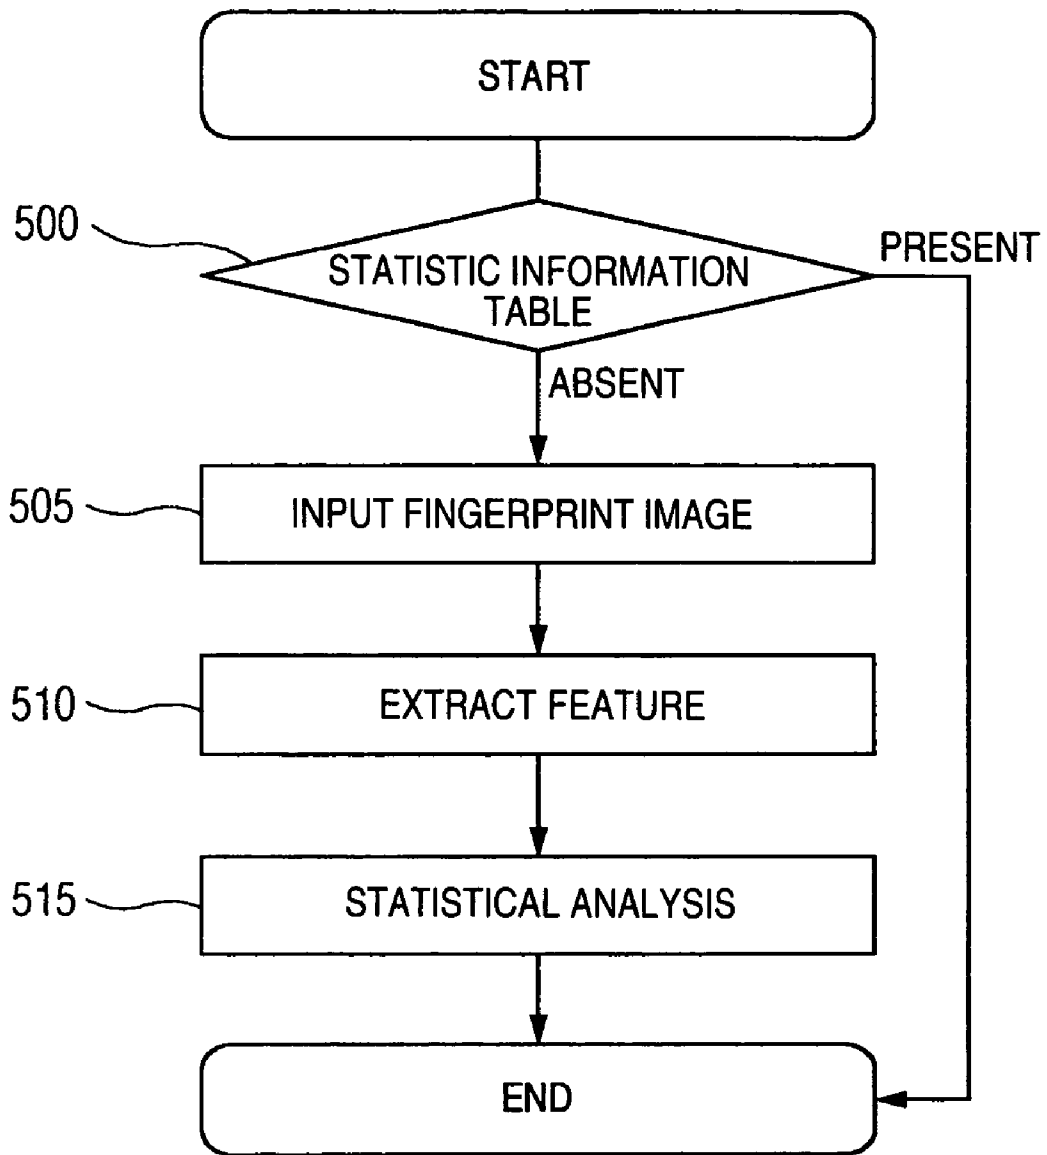 START
500
STATISTIC INFORMATION
TABLE
PRESENT
ABSENT
505
INPUT FINGERPRINT IMAGE
510
EXTRACT FEATURE
515
STATISTICAL ANALYSIS
END